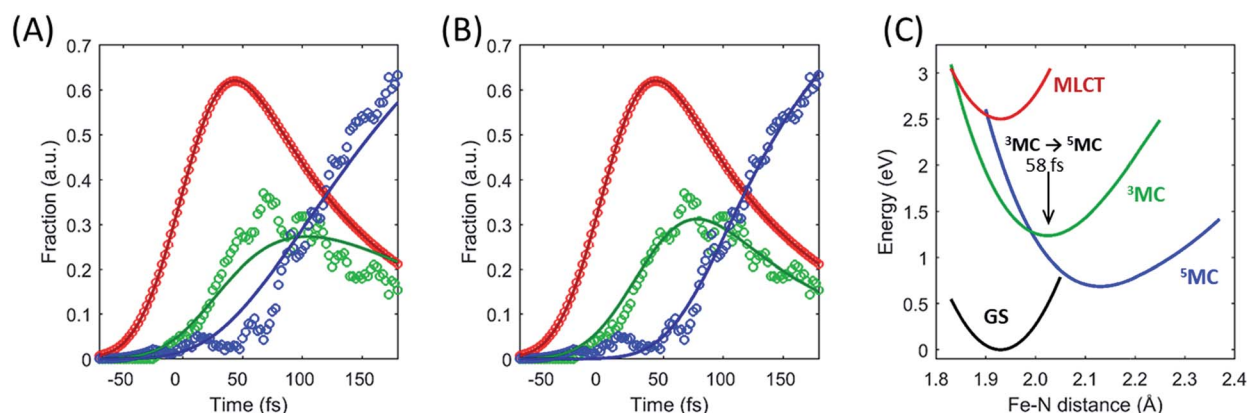 (A)
0.7
0.6
0.5
0.4
0.3
0.2
0.1
0
Fraction (a.u.)
-50
0
50
100
150
Time (fs)
(B)
0.7
0.6
0.5
0.4
0.3
0.2
0.1
0
Fraction (a.u.)
-50
0
50
100
150
Time (fs)
(C)
3
2.5
2
1.5
1
0.5
0
Energy (eV)
MLCT
³MC → ⁵MC
58 fs
³MC
⁵MC
GS
1.8
1.9
2.0
2.1
2.2
2.3
2.4
Fe-N distance (Å)